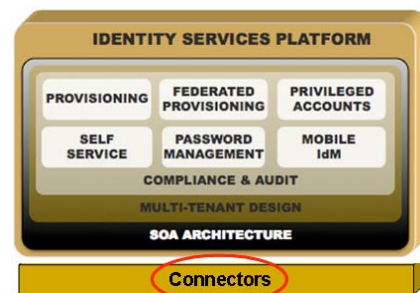 IDENTITY SERVICES PLATFORM
PROVISIONING
FEDERATED
PROVISIONING
PRIVILEGED
ACCOUNTS
SELF
SERVICE
PASSWORD
MANAGEMENT
MOBILE
IdM
COMPLIANCE & AUDIT
MULTI-TENANT DESIGN
SOA ARCHITECTURE
Connectors